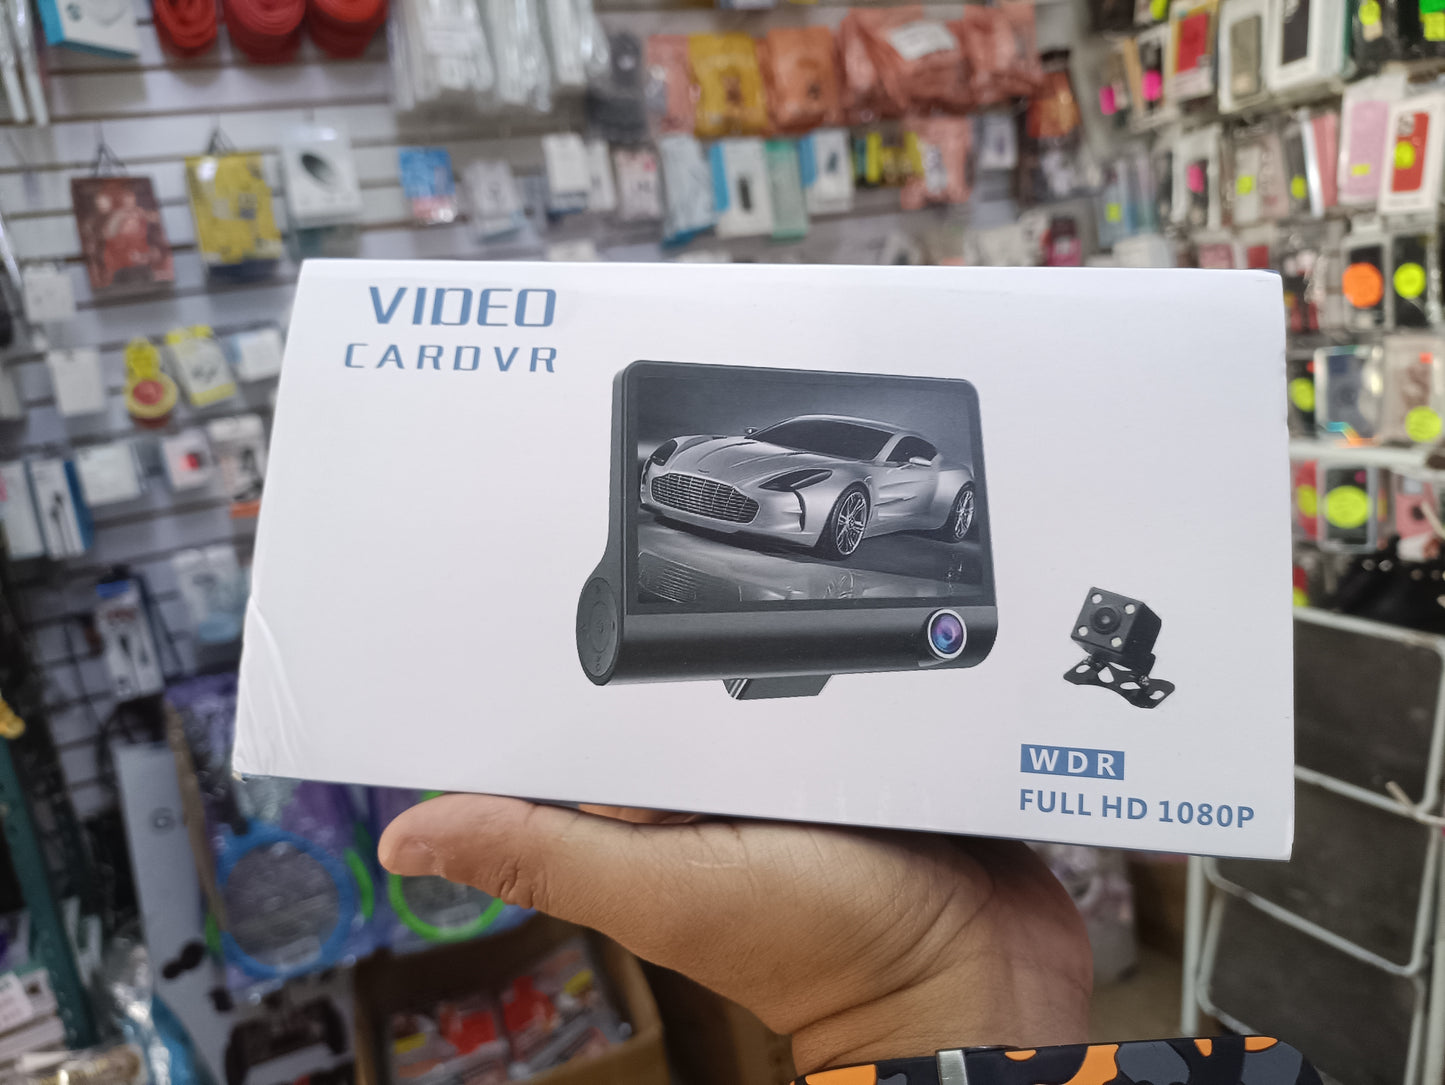 VIDEO
CARDVR
WDR
FULL HD 1080P